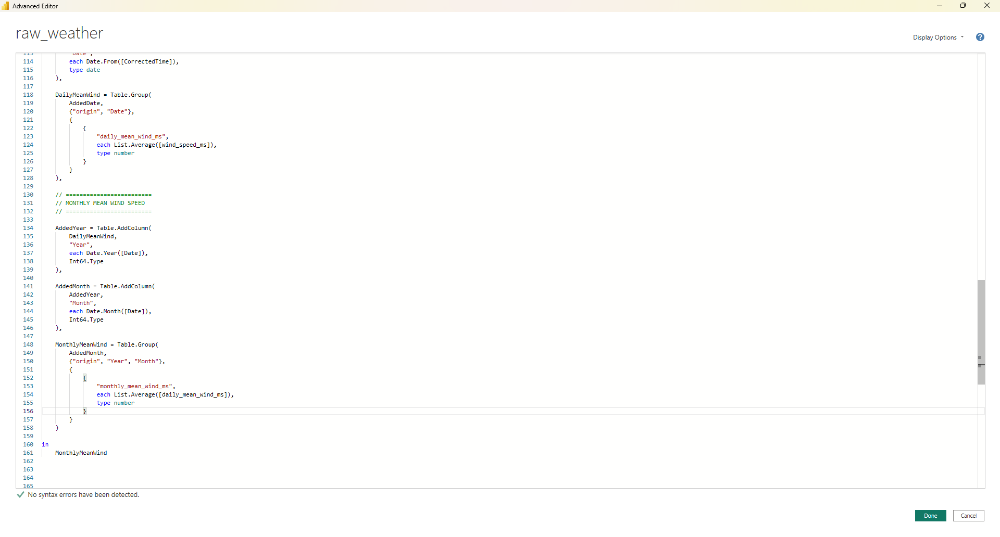 Advanced Editor
raw_weather
Display Options
?
113 "Date",
114 each Date.From([CorrectedTime]),
115 type date
116 ),
117
118 DailyMeanWind = Table.Group(
119 AddedDate,
120 {"origin", "Date"},
121 {
122 {
123 "daily_mean_wind_ms",
124 each List.Average([wind_speed_ms]),
125 type number
126 }
127 }
128 ),
129
130 // =========================
131 // MONTHLY MEAN WIND SPEED
132 // =========================
133
134 AddedYear = Table.AddColumn(
135 DailyMeanWind,
136 "Year",
137 each Date.Year([Date]),
138 Int64.Type
139 ),
140
141 AddedMonth = Table.AddColumn(
142 AddedYear,
143 "Month",
144 each Date.Month([Date]),
145 Int64.Type
146 ),
147
148 MonthlyMeanWind = Table.Group(
149 AddedMonth,
150 {"origin", "Year", "Month"},
151 {
152 {
153 "monthly_mean_wind_ms",
154 each List.Average([daily_mean_wind_ms]),
155 type number
156 }
157 }
158 )
159
160 in
161 MonthlyMeanWind
162
163
164
165
No syntax errors have been detected.
Done
Cancel